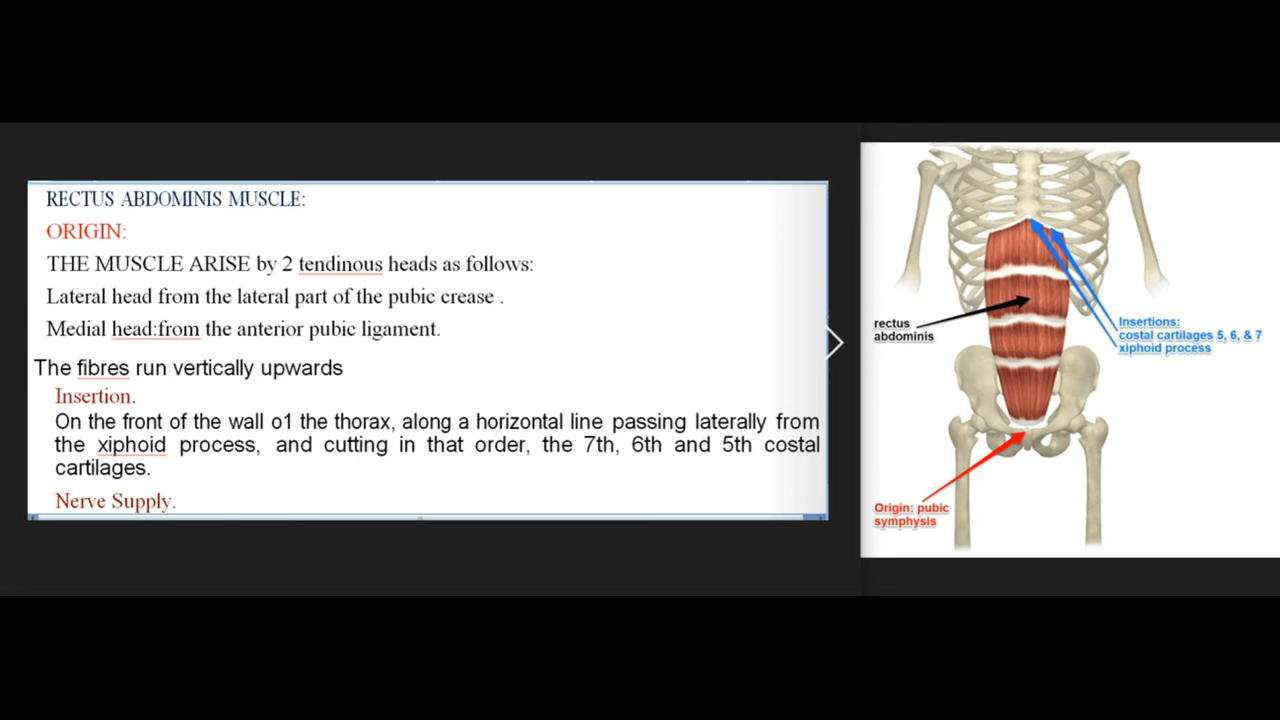 RECTUS ABDOMINIS MUSCLE:
ORIGIN:
THE MUSCLE ARISE by 2 tendinous heads as follows:
Lateral head from the lateral part of the pubic crease .
Medial head:from the anterior pubic ligament.
The fibres run vertically upwards
Insertion.
On the front of the wall o1 the thorax, along a horizontal line passing laterally from
the xiphoid process, and cutting in that order, the 7th, 6th and 5th costal
cartilages.
Nerve Supply.
rectus
abdominis
Insertions:
costal cartilages 5, 6, & 7
xiphoid process
Origin: pubic
symphysis